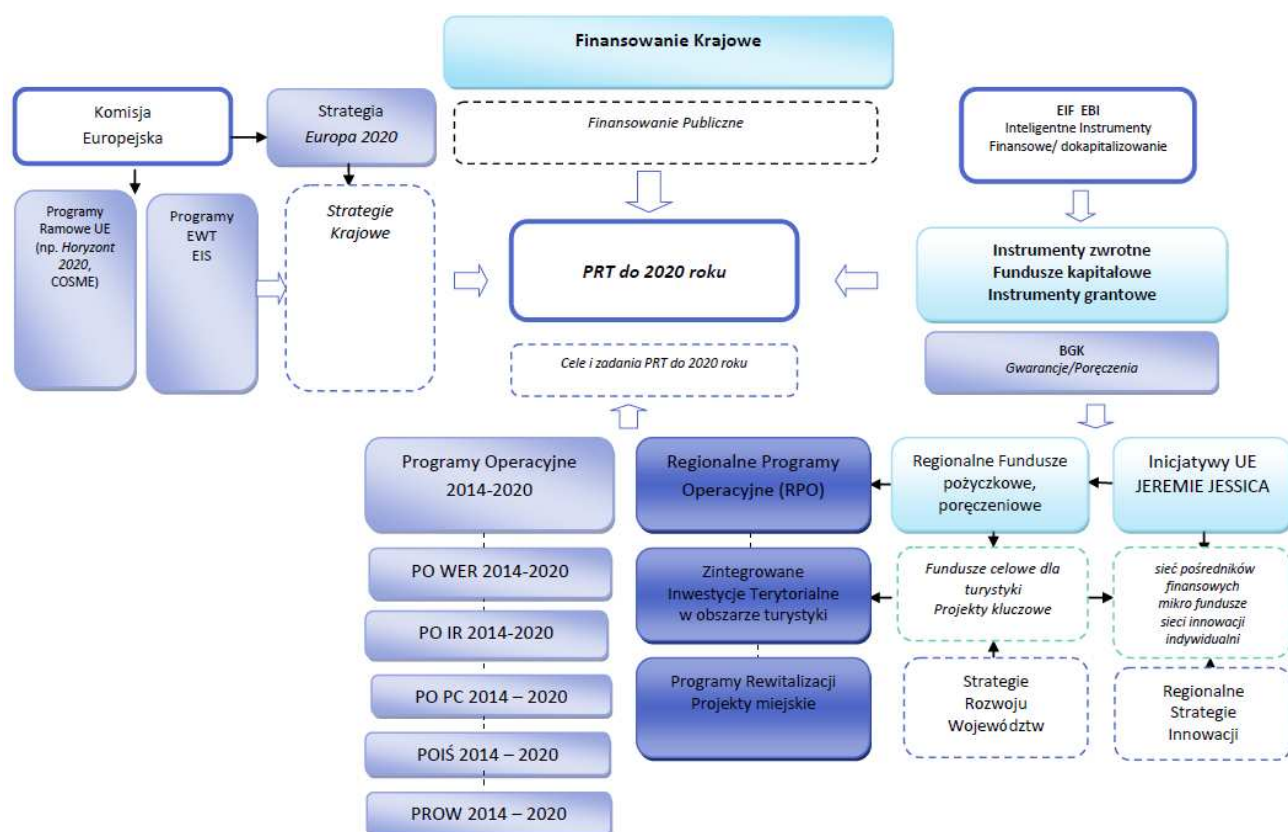 Finansowanie Krajowe
Finansowanie Publiczne
Komisja
Europejska
Strategia
Europa 2020
EIF EBI
Inteligentne Instrumenty
Finansowe/ dokapitalizowanie
Programy
Ramowe UE
(np. Horyzont
2020,
COSME)
Programy
EWT
EIS
Strategie
Krajowe
PRT do 2020 roku
Instrumenty zwrotne
Fundusze kapitałowe
Instrumenty grantowe
Cele i zadania PRT do 2020 roku
BGK
Gwarancje/Poręczenia
Programy Operacyjne
2014-2020
PO WER 2014-2020
PO IR 2014-2020
PO PC 2014 – 2020
POIŚ 2014 – 2020
PROW 2014 – 2020
Regionalne Programy
Operacyjne (RPO)
Zintegrowane
Inwestycje Terytorialne
w obszarze turystyki
Programy Rewitalizacji
Projekty miejskie
Regionalne Fundusze
pożyczkowe,
poręczeniowe
Fundusze celowe dla
turystyki
Projekty kluczowe
Strategie
Rozwoju
Województw
Inicjatywy UE
JEREMIE JESSICA
sieć pośredników
finansowych
mikro fundusze
sieci innowacji
indywidualni
Regionalne
Strategie
Innowacji